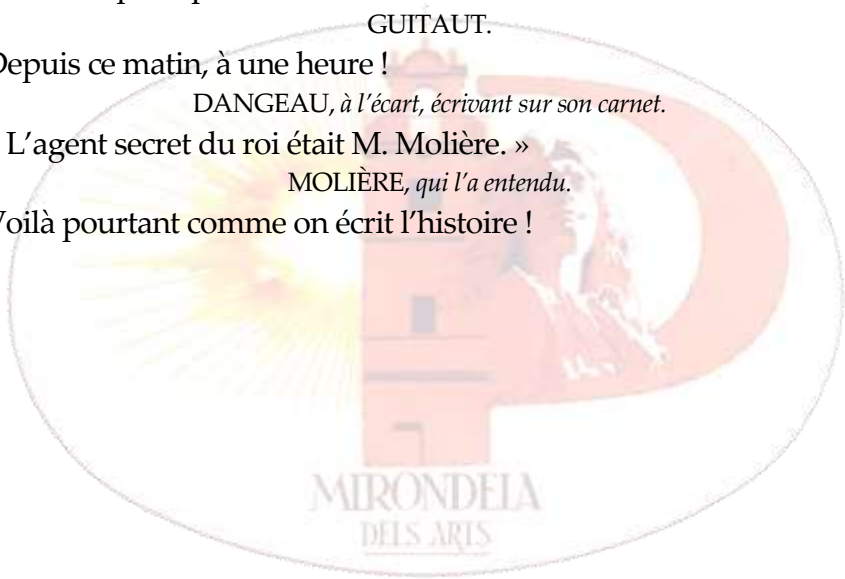 GUITAUT.
Depuis ce matin, à une heure !
DANGEAU, à l’écart, écrivant sur son carnet.
L’agent secret du roi était M. Molière. »
MOLIÈRE, qui l’a entendu.
Voilà pourtant comme on écrit l’histoire !
MIRONDELA
DELS ARTS